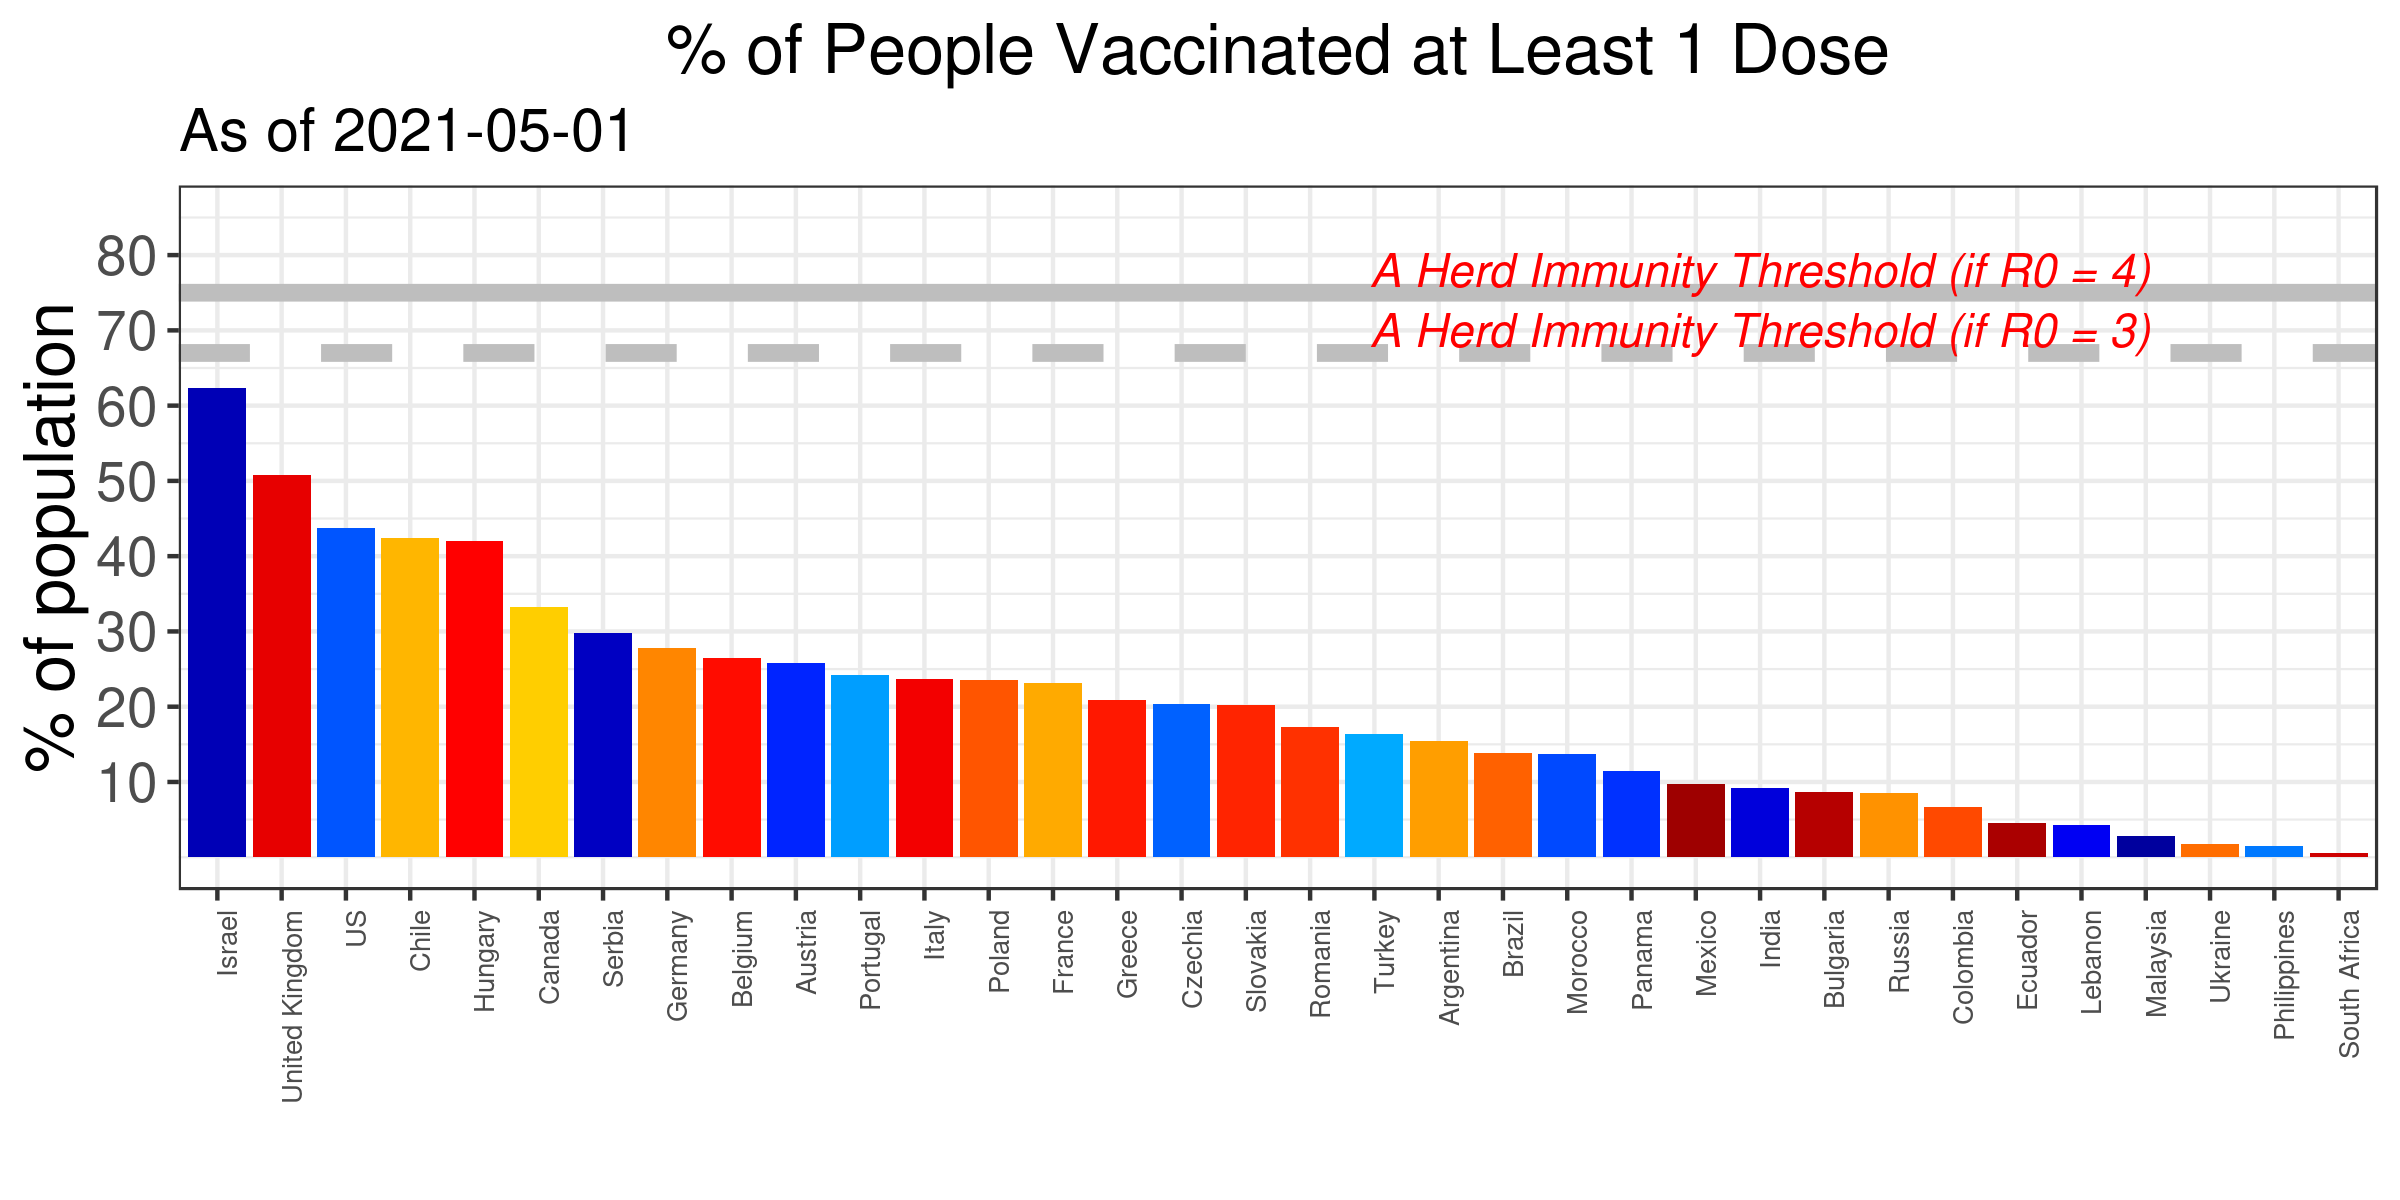 % of People Vaccinated at Least 1 Dose
As of 2021-05-01
% of population
80
70
60
50
40
30
20
10
A Herd Immunity Threshold (if R0 = 4)
A Herd Immunity Threshold (if R0 = 3)
Israel
United Kingdom
US
Chile
Hungary
Canada
Serbia
Germany
Belgium
Austria
Portugal
Italy
Poland
France
Greece
Czechia
Slovakia
Romania
Turkey
Argentina
Brazil
Morocco
Panama
Mexico
India
Bulgaria
Russia
Colombia
Ecuador
Lebanon
Malaysia
Ukraine
Philippines
South Africa